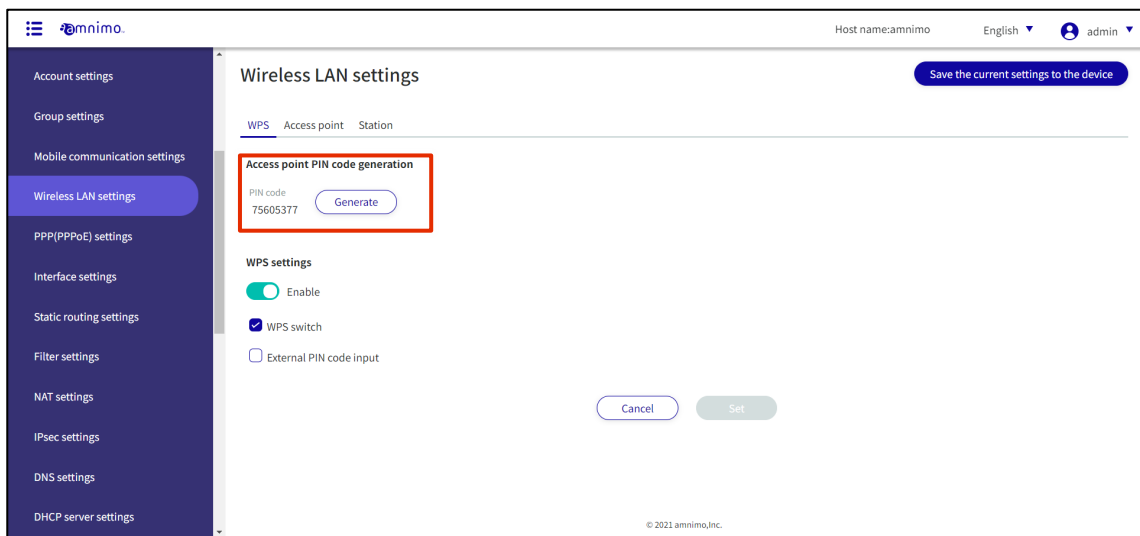 amnimo
Host name:amnimo
English
admin
Account settings
Group settings
Mobile communication settings
Wireless LAN settings
PPP(PPPoE) settings
Interface settings
Static routing settings
Filter settings
NAT settings
IPsec settings
DNS settings
DHCP server settings
Wireless LAN settings
Save the current settings to the device
WPS Access point Station
Access point PIN code generation
PIN code
75605377
Generate
WPS settings
Enable
WPS switch
External PIN code input
Cancel
Set
© 2021 amnimo,Inc.